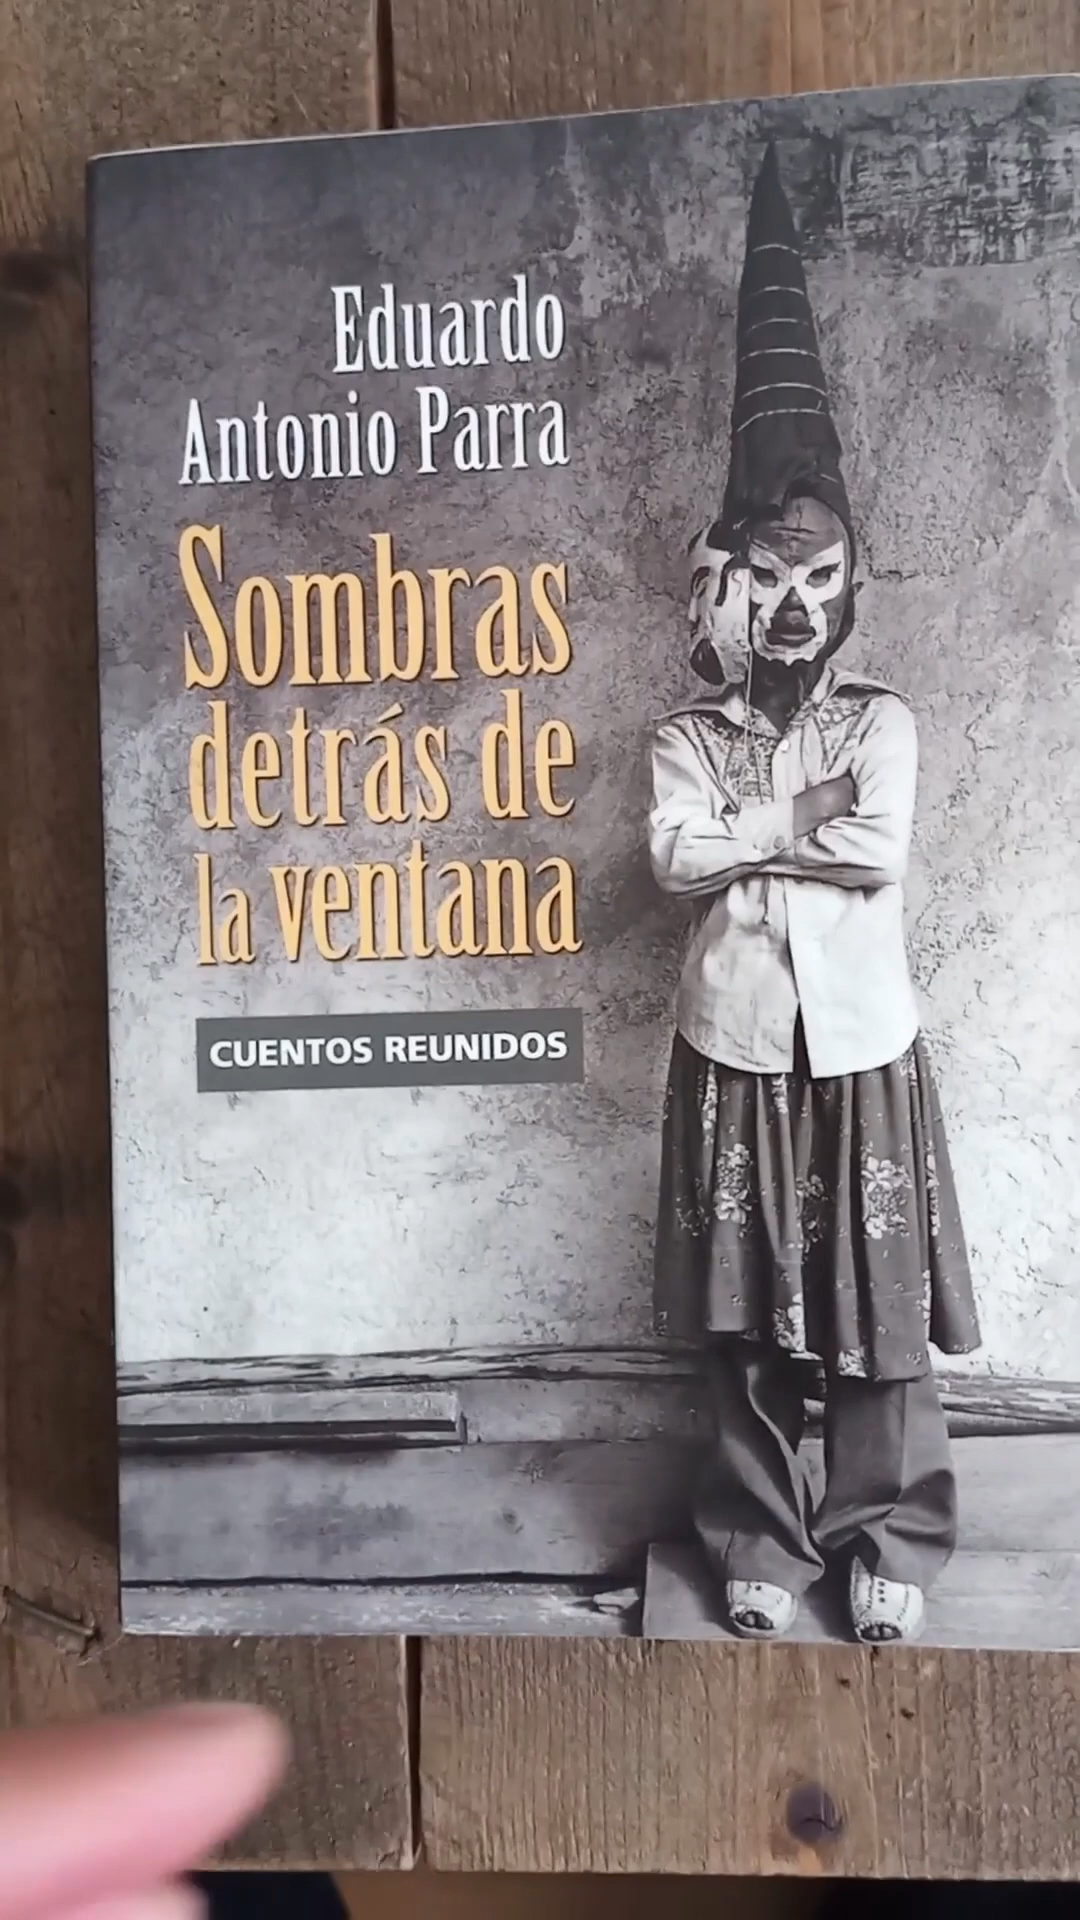 Eduardo
Antonio Parra
Sombras
detrás de
la ventana
CUENTOS REUNIDOS